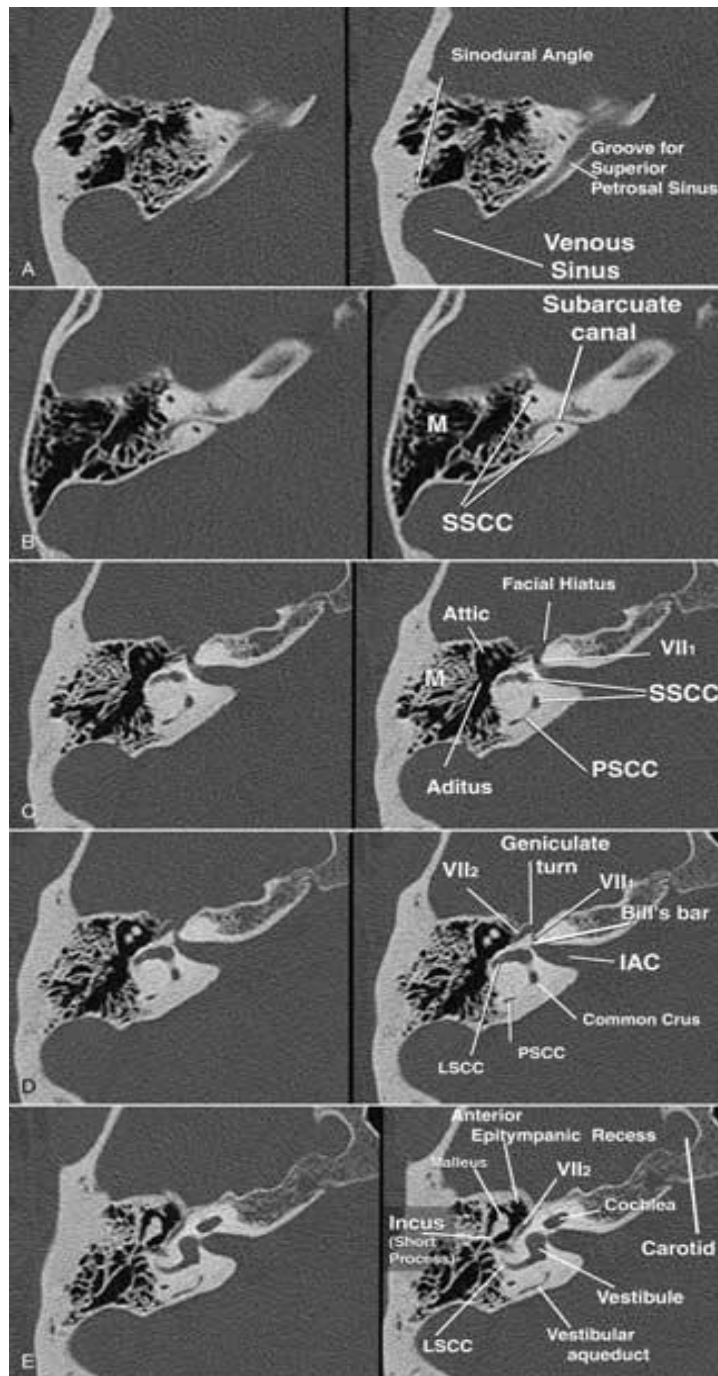 Sinodural Angle
Groove for
Superior
Petrosal Sinus
Venous
Sinus
A
Subarcuate
canal
M
SSCC
B
Facial Hiatus
Attic
VII₁
M
M
SSCC
PSCC
Aditus
C
Geniculate
turn
VII₂
VII₁
Bill's bar
IAC
Common Crus
PSCC
LSCC
D
Anterior
Epitympanic Recess
Malleus
VII₂
Cochlea
Incus
(Short
Process)
Carotid
Vestibule
LSCC
Vestibular
aqueduct
E